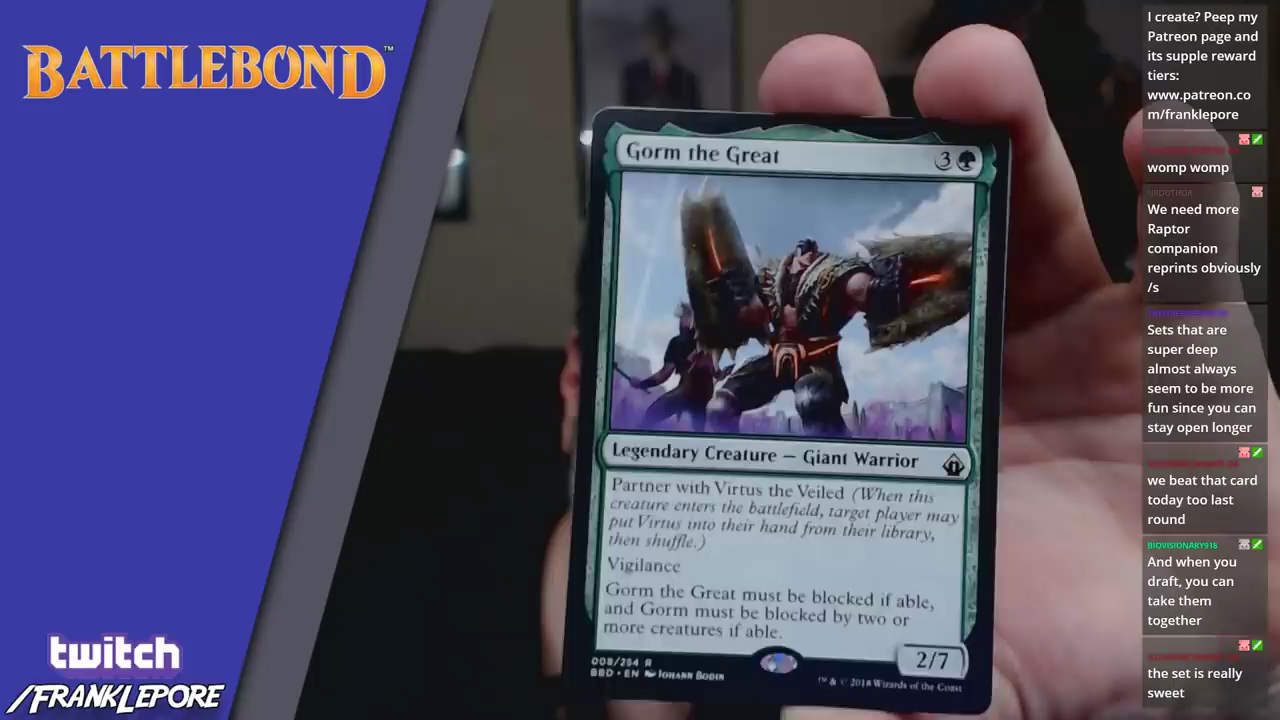 BATTLEBOND™
twitch
/FRANKLEPORE
Gorm the Great
3
Legendary Creature — Giant Warrior
Partner with Virtus the Veiled (When this
creature enters the battlefield, target player may
put Virtus into their hand from their library,
then shuffle.)
Vigilance
Gorm the Great must be blocked if able,
and Gorm must be blocked by two or
more creatures if able.
2/7
008/254 R
BBD • EN Johann Bodin
™ & © 2018 Wizards of the Coast
I create? Peep my
Patreon page and
its supple reward
tiers:
www.patreon.co
m/franklepore
womp womp
We need more
Raptor
companion
reprints obviously
/s
Sets that are
super deep
almost always
seem to be more
fun since you can
stay open longer
we beat that card
today too last
round
BIOVISIONARY918
And when you
draft, you can
take them
together
the set is really
sweet